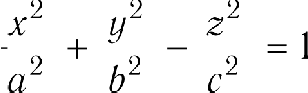 x²/a² + y²/b² - z²/c² = 1